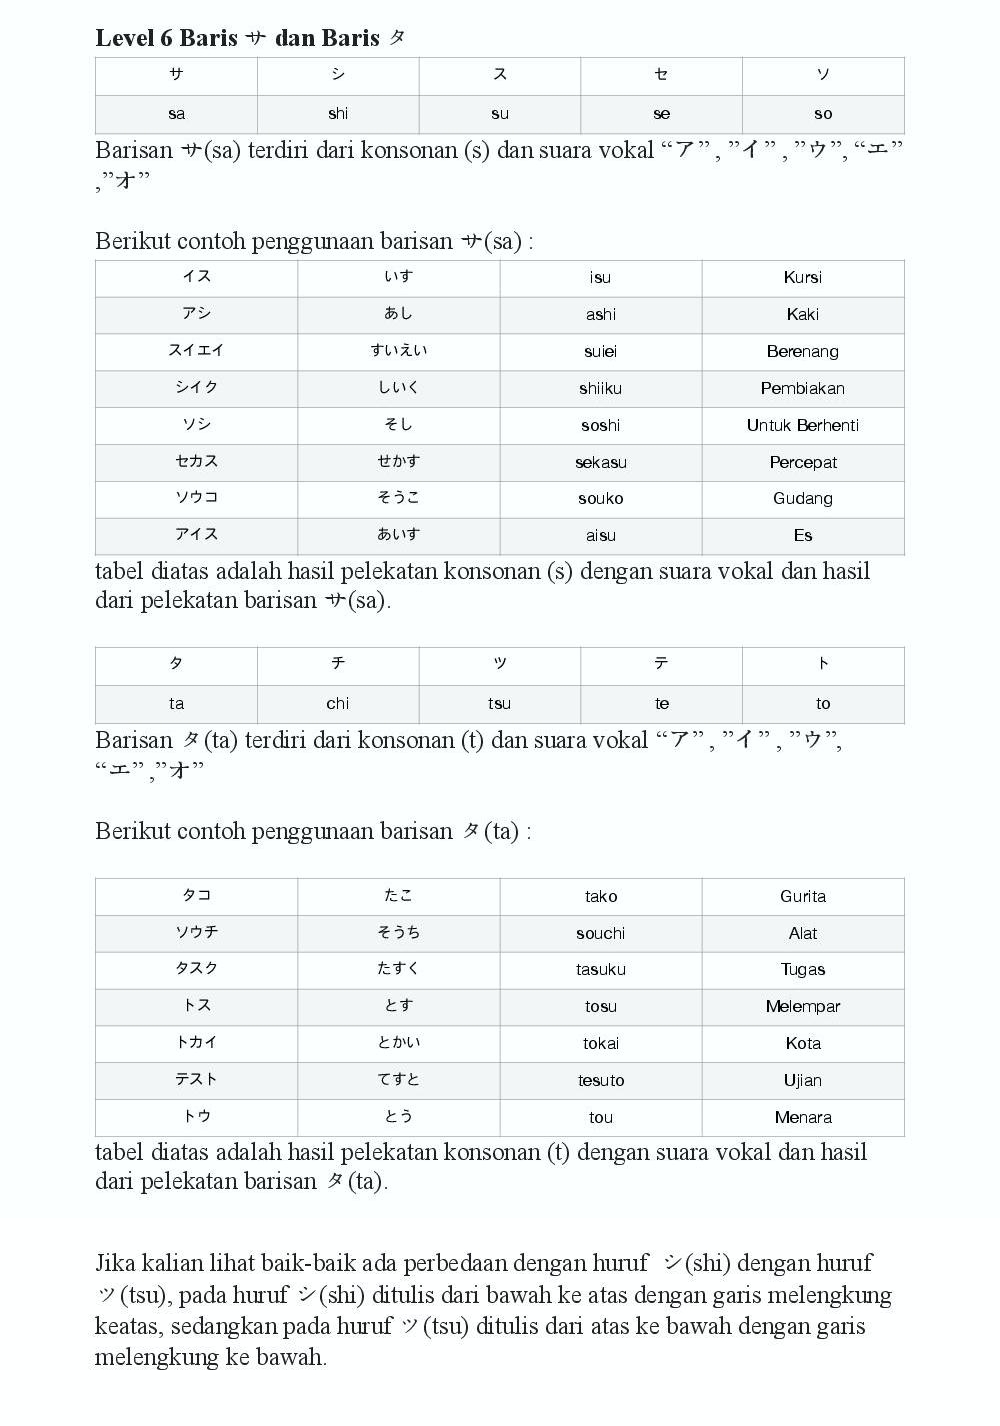 Level 6 Baris サ dan Baris タ
サ シ ス セ ソ
sa shi su se so
Barisan サ(sa) terdiri dari konsonan (s) dan suara vokal “ア” , ”イ” , ”ウ”, “エ”
,”オ”
Berikut contoh penggunaan barisan サ(sa) :
イス いす isu Kursi
アシ あし ashi Kaki
スイエイ すいえい suiei Berenang
シイク しいく shiiku Pembiakan
ソシ そし soshi Untuk Berhenti
セカス せかす sekasu Percepat
ソウコ そうこ souko Gudang
アイス あいす aisu Es
tabel diatas adalah hasil pelekatan konsonan (s) dengan suara vokal dan hasil
dari pelekatan barisan サ(sa).
タ チ ツ テ ト
ta chi tsu te to
Barisan タ(ta) terdiri dari konsonan (t) dan suara vokal “ア” , ”イ” , ”ウ”,
“エ” ,”オ”
Berikut contoh penggunaan barisan タ(ta) :
タコ たこ tako Gurita
ソウチ そうち souchi Alat
タスク たすく tasuku Tugas
トス とす tosu Melempar
トカイ とかい tokai Kota
テスト てすと tesuto Ujian
トウ とう tou Menara
tabel diatas adalah hasil pelekatan konsonan (t) dengan suara vokal dan hasil
dari pelekatan barisan タ(ta).
Jika kalian lihat baik-baik ada perbedaan dengan huruf シ(shi) dengan huruf
ツ(tsu), pada huruf シ(shi) ditulis dari bawah ke atas dengan garis melengkung
keatas, sedangkan pada huruf ツ(tsu) ditulis dari atas ke bawah dengan garis
melengkung ke bawah.